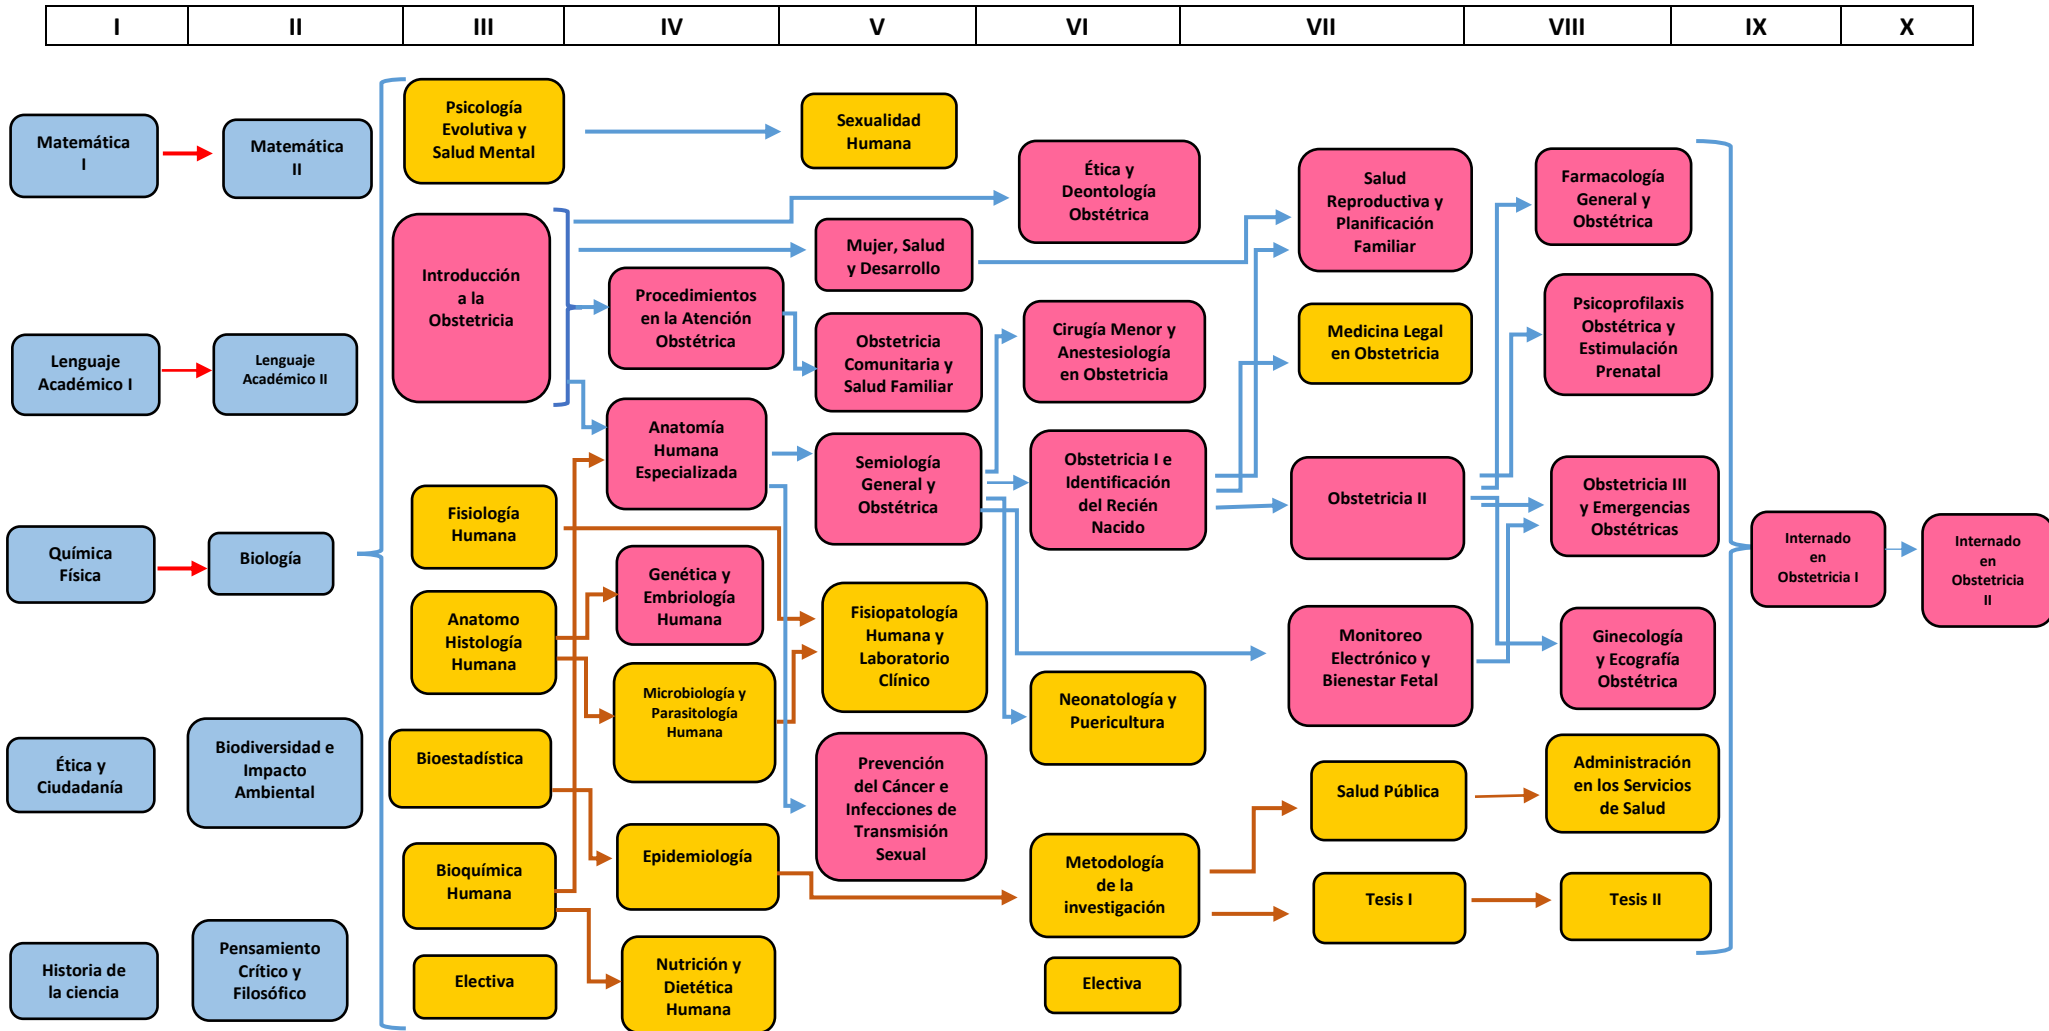 I II III IV V VI VII VIII IX X
Matemática
I
Lenguaje
Académico I
Química
Física
Ética y
Ciudadanía
Historia de
la ciencia
Matemática
II
Lenguaje
Académico II
Biología
Biodiversidad e
Impacto
Ambiental
Pensamiento
Crítico y
Filosófico
Psicología
Evolutiva y
Salud Mental
Introducción
a la
Obstetricia
Fisiología
Humana
Anatomo
Histología
Humana
Bioestadística
Bioquímica
Humana
Electiva
Procedimientos
en la Atención
Obstétrica
Anatomía
Humana
Especializada
Genética y
Embriología
Humana
Microbiología y
Parasitología
Humana
Epidemiología
Nutrición y
Dietética
Humana
Sexualidad
Humana
Mujer, Salud
y Desarrollo
Obstetricia
Comunitaria y
Salud Familiar
Semiología
General y
Obstétrica
Fisiopatología
Humana y
Laboratorio
Clínico
Prevención
del Cáncer e
Infecciones de
Transmisión
Sexual
Ética y
Deontología
Obstétrica
Cirugía Menor y
Anestesiología
en Obstetricia
Obstetricia I e
Identificación
del Recién
Nacido
Neonatología y
Puericultura
Metodología
de la
investigación
Electiva
Salud
Reproductiva y
Planificación
Familiar
Medicina Legal
en Obstetricia
Obstetricia II
Monitoreo
Electrónico y
Bienestar Fetal
Salud Pública
Tesis I
Farmacología
General y
Obstétrica
Psicoprofilaxis
Obstétrica y
Estimulación
Prenatal
Obstetricia III
y Emergencias
Obstétricas
Ginecología
y Ecografía
Obstétrica
Administración
en los Servicios
de Salud
Tesis II
Internado
en
Obstetricia I
Internado
en
Obstetricia
II